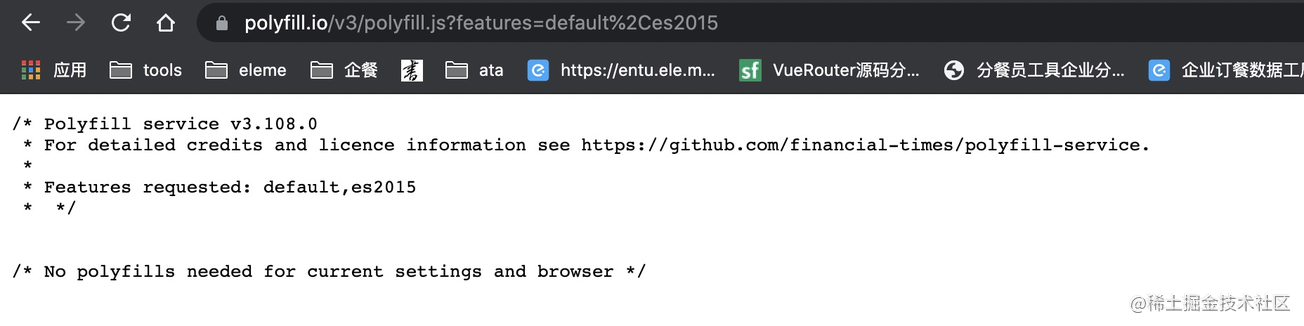 polyfill.io/v3/polyfill.js?features=default%2Ces2015
应用 tools eleme 企餐 書 ata https://entu.ele.m... sf VueRouter源码分... 分餐员工具企业分... 企业订餐数据工
/* Polyfill service v3.108.0
* For detailed credits and licence information see https://github.com/financial-times/polyfill-service.
*
* Features requested: default,es2015
* */
/* No polyfills needed for current settings and browser */
@稀土掘金技术社区